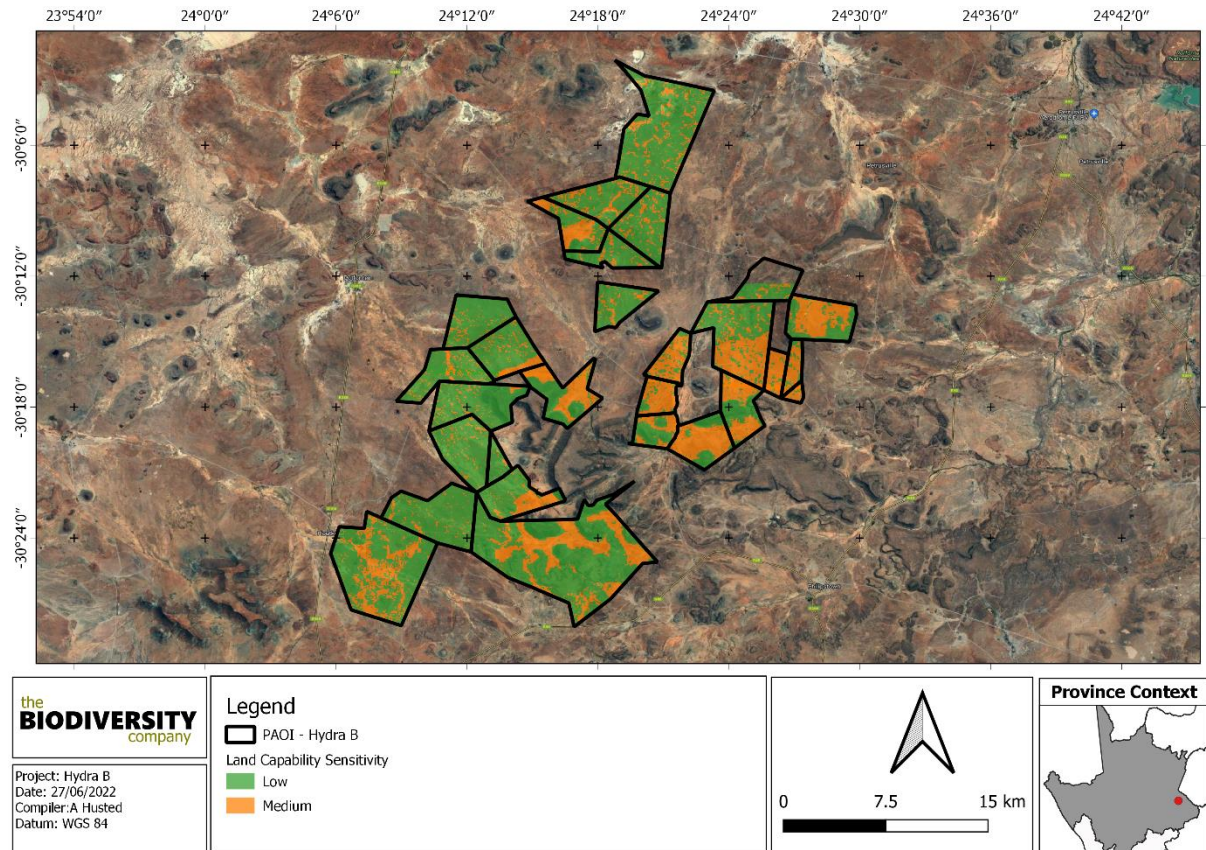 23°54′0″ 24°0′0″ 24°6′0″ 24°12′0″ 24°18′0″ 24°24′0″ 24°30′0″ 24°36′0″ 24°42′0″
-30°6′0″
-30°12′0″
-30°18′0″
-30°24′0″
Petrusville
Philipstown
the
BIODIVERSITY
company
Project: Hydra B
Date: 27/06/2022
Compiler:A Husted
Datum: WGS 84
Legend
PAOI - Hydra B
Land Capability Sensitivity
Low
Medium
0 7.5 15 km
Province Context